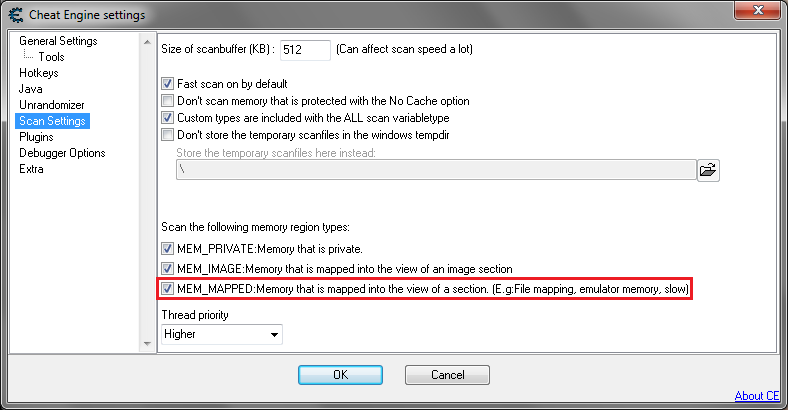 Cheat Engine settings
General Settings
Tools
Hotkeys
Java
Unrandomizer
Scan Settings
Plugins
Debugger Options
Extra
Size of scanbuffer (KB) : 512 (Can affect scan speed a lot)
Fast scan on by default
Don't scan memory that is protected with the No Cache option
Custom types are included with the ALL scan variabletype
Don't store the temporary scanfiles in the windows tempdir
Store the temporary scanfiles here instead:
\
Scan the following memory region types:
MEM_PRIVATE:Memory that is private.
MEM_IMAGE:Memory that is mapped into the view of an image section
MEM_MAPPED:Memory that is mapped into the view of a section. (E.g:File mapping, emulator memory, slow)
Thread priority
Higher
OK Cancel
About CE